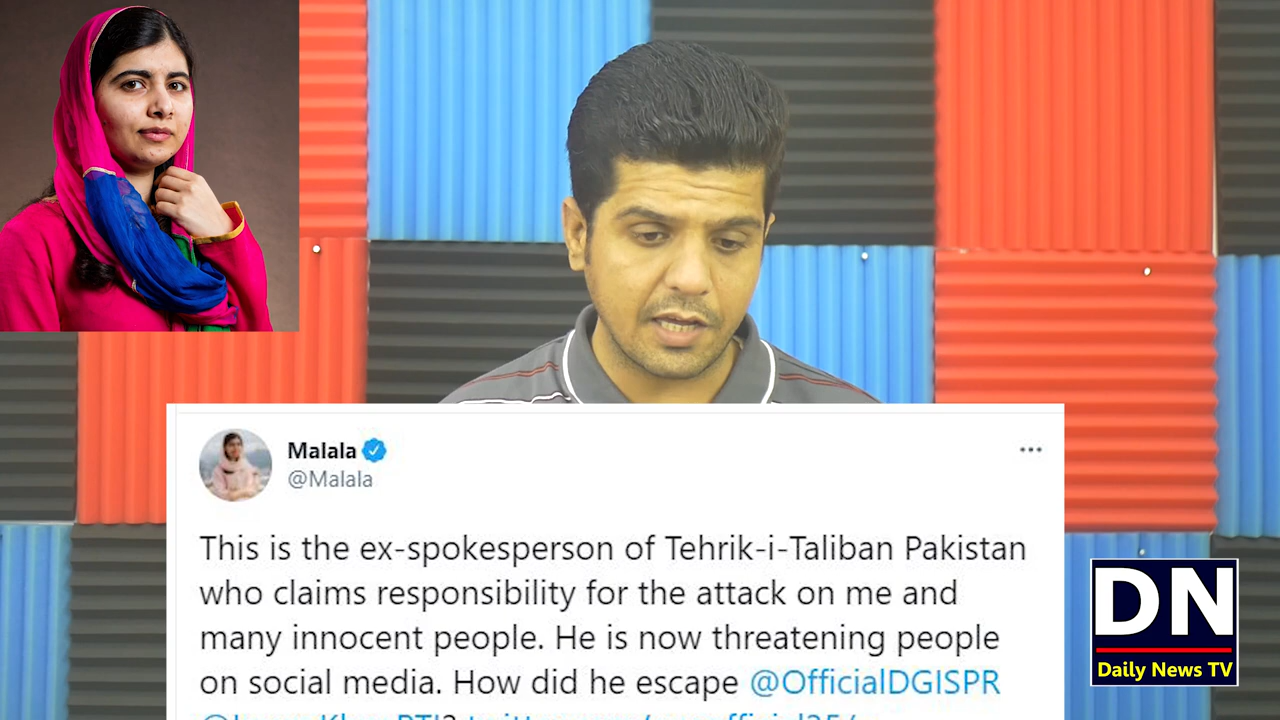 Malala
@Malala
This is the ex-spokesperson of Tehrik-i-Taliban Pakistan
who claims responsibility for the attack on me and
many innocent people. He is now threatening people
on social media. How did he escape @OfficialDGISPR
DN
Daily News TV